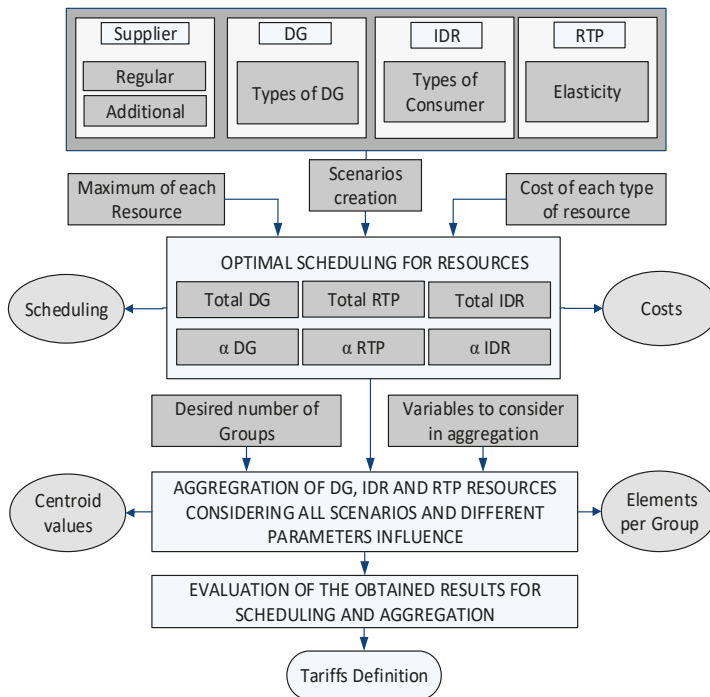 Supplier
DG
IDR
RTP
Regular
Additional
Types of DG
Types of
Consumer
Elasticity
Maximum of each
Resource
Scenarios
creation
Cost of each type
of resource
OPTIMAL SCHEDULING FOR RESOURCES
Total DG
Total RTP
Total IDR
α DG
α RTP
α IDR
Scheduling
Costs
Desired number of
Groups
Variables to consider
in aggregation
AGGREGRATION OF DG, IDR AND RTP RESOURCES
CONSIDERING ALL SCENARIOS AND DIFFERENT
PARAMETERS INFLUENCE
Centroid
values
Elements
per Group
EVALUATION OF THE OBTAINED RESULTS FOR
SCHEDULING AND AGGREGATION
Tariffs Definition